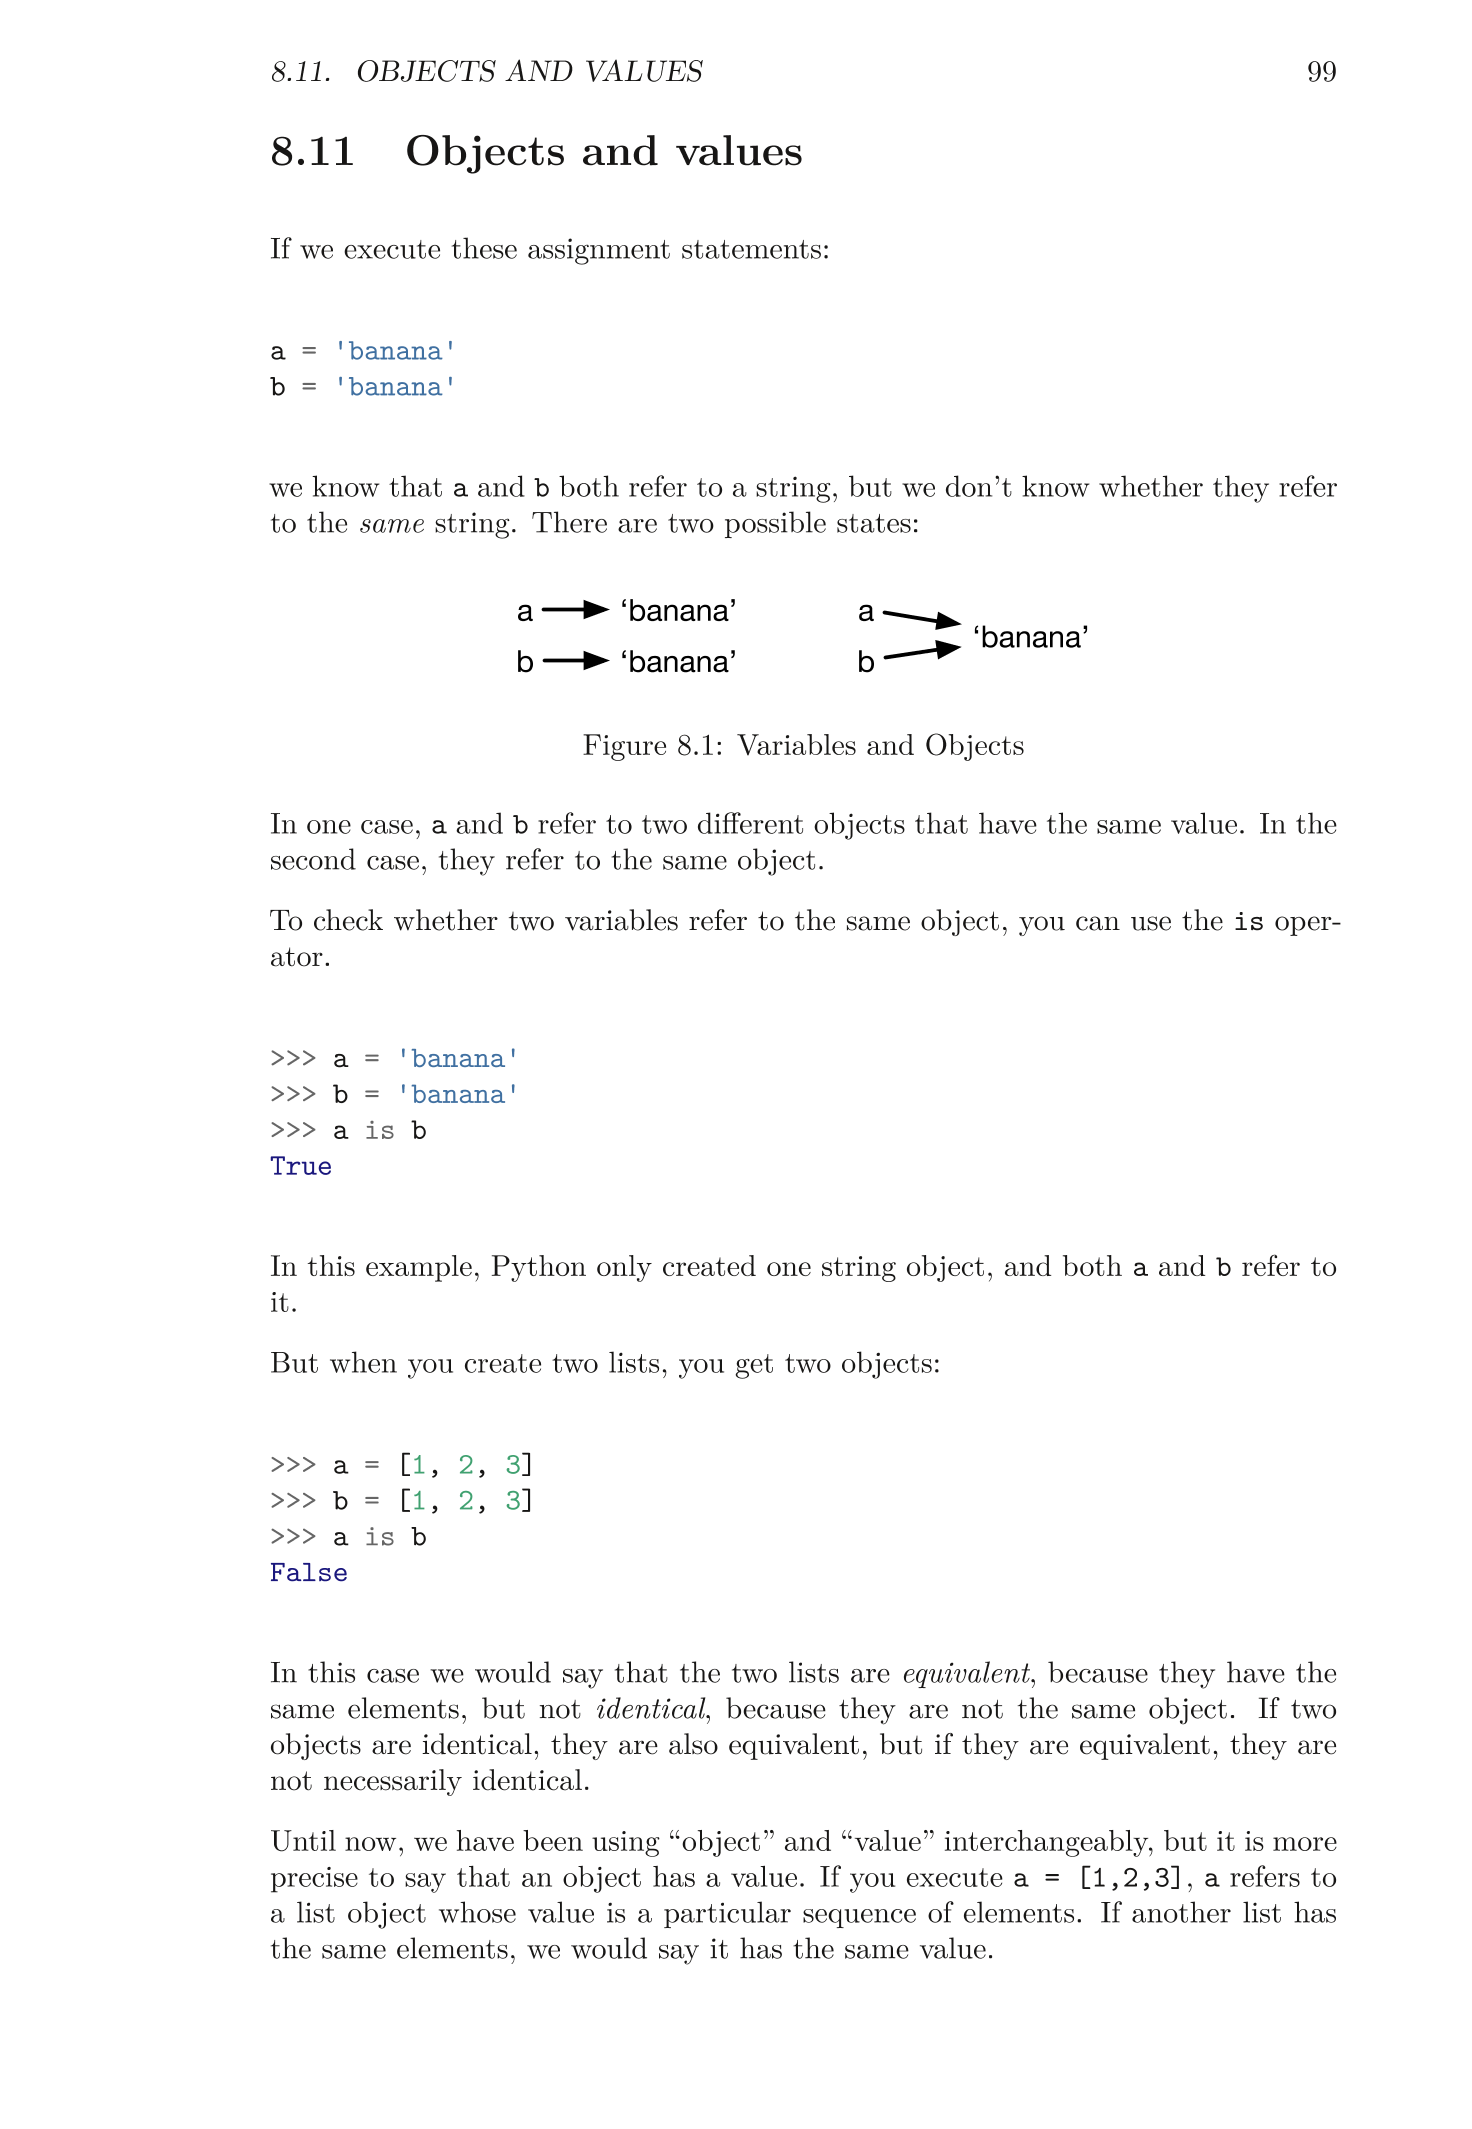 8.11. OBJECTS AND VALUES 99
8.11 Objects and values
If we execute these assignment statements:
a = 'banana'
b = 'banana'
we know that a and b both refer to a string, but we don't know whether they refer
to the same string. There are two possible states:
a ‘banana’ a
‘banana’
b ‘banana’ b
Figure 8.1: Variables and Objects
In one case, a and b refer to two different objects that have the same value. In the
second case, they refer to the same object.
To check whether two variables refer to the same object, you can use the is oper-
ator.
>>> a = 'banana'
>>> b = 'banana'
>>> a is b
True
In this example, Python only created one string object, and both a and b refer to
it.
But when you create two lists, you get two objects:
>>> a = [1, 2, 3]
>>> b = [1, 2, 3]
>>> a is b
False
In this case we would say that the two lists are equivalent, because they have the
same elements, but not identical, because they are not the same object. If two
objects are identical, they are also equivalent, but if they are equivalent, they are
not necessarily identical.
Until now, we have been using “object” and “value” interchangeably, but it is more
precise to say that an object has a value. If you execute a = [1,2,3], a refers to
a list object whose value is a particular sequence of elements. If another list has
the same elements, we would say it has the same value.